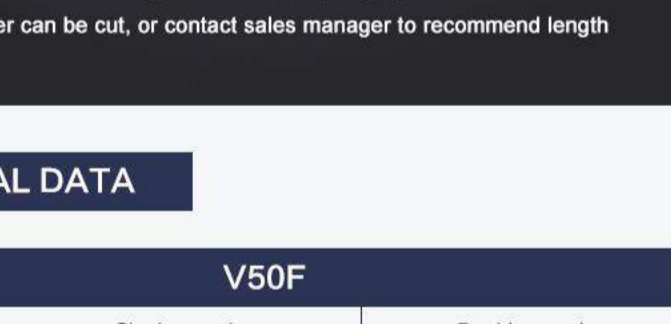 er can be cut, or contact sales manager to recommend length
AL DATA
V50F